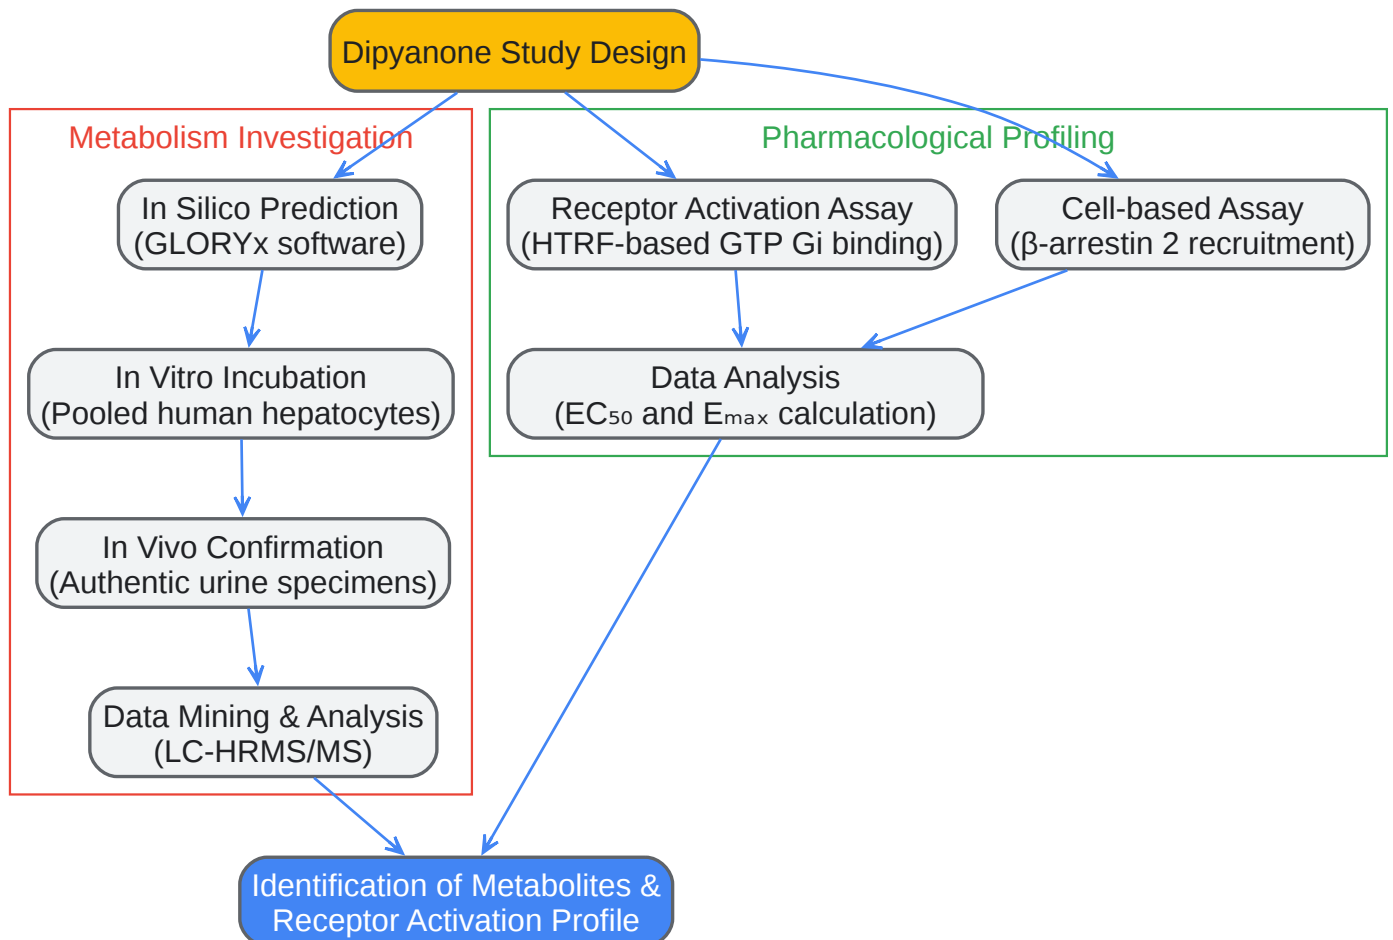 Dipyanone Study Design
Metabolism Investigation
In Silico Prediction
(GLORYx software)
In Vitro Incubation
(Pooled human hepatocytes)
In Vivo Confirmation
(Authentic urine specimens)
Data Mining & Analysis
(LC-HRMS/MS)
Pharmacological Profiling
Receptor Activation Assay
(HTRF-based GTP Gi binding)
Cell-based Assay
(β-arrestin 2 recruitment)
Data Analysis
(EC₅₀ and Eₘₐₓ calculation)
Identification of Metabolites &
Receptor Activation Profile